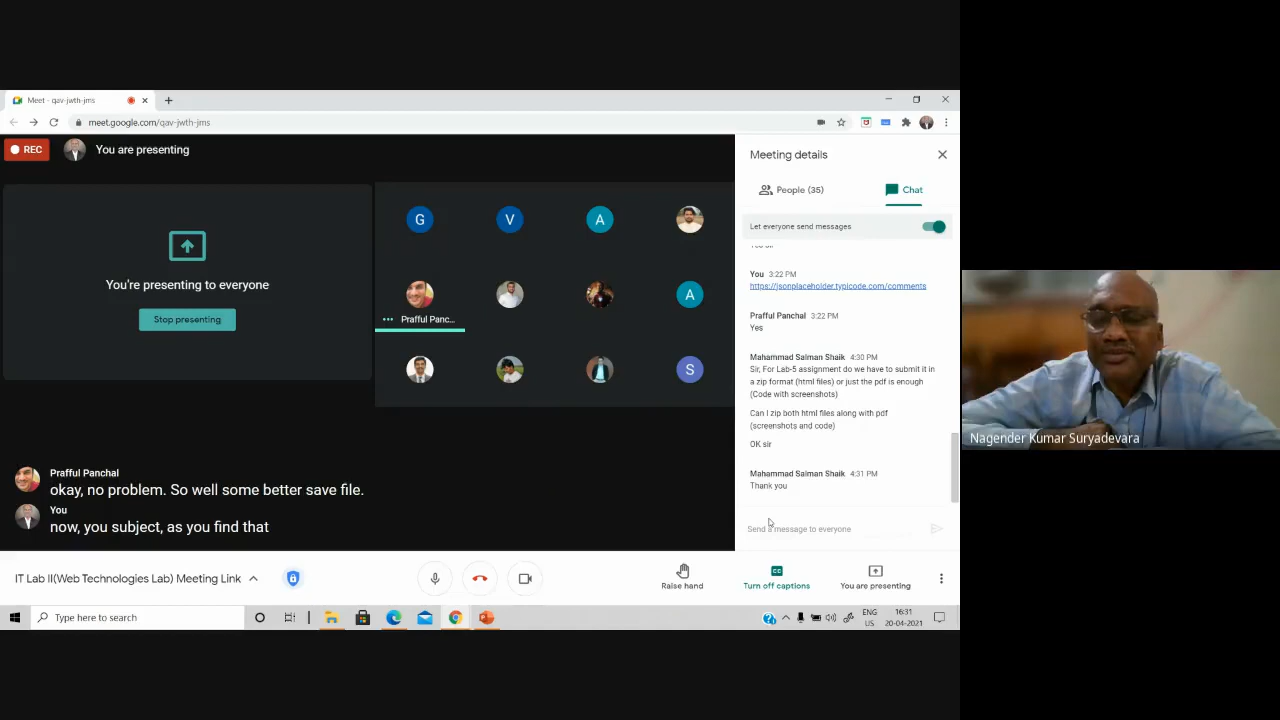 Meet - qav-jwth-jms
meet.google.com/qav-jwth-jms
REC
You are presenting
You're presenting to everyone
Stop presenting
G
V
A
Prafful Panc...
A
S
Prafful Panchal
okay, no problem. So well some better save file.
You
now, you subject, as you find that
Meeting details
People (35)
Chat
Let everyone send messages
You 3:22 PM
https://jsonplaceholder.typicode.com/comments
Prafful Panchal 3:22 PM
Yes
Mahammad Salman Shaik 4:30 PM
Sir, For Lab-5 assignment do we have to submit it in
a zip format (html files) or just the pdf is enough
(Code with screenshots)
Can I zip both html files along with pdf
(screenshots and code)
OK sir
Mahammad Salman Shaik 4:31 PM
Thank you
Send a message to everyone
Nagender Kumar Suryadevara
IT Lab II(Web Technologies Lab) Meeting Link
Raise hand
Turn off captions
You are presenting
Type here to search
ENG
US
16:31
20-04-2021